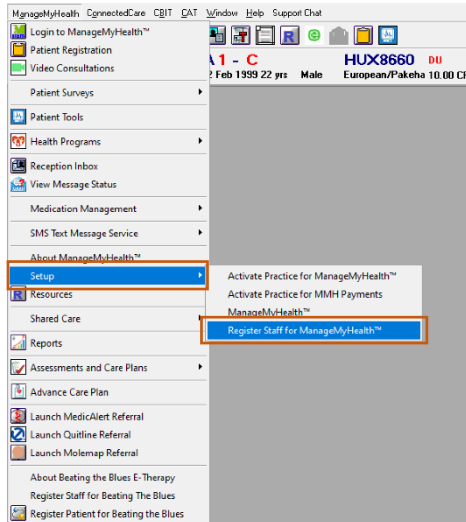 ManageMyHealth ConnectedCare CBIT CAT Window Help Support Chat
Login to ManageMyHealth™
Patient Registration
Video Consultations
A 1 - C HUX8660 DU
Feb 1999 22 yrs Male European/Pakeha 10.00
Patient Surveys
Patient Tools
Health Programs
Reception Inbox
View Message Status
Medication Management
SMS Text Message Service
About ManageMyHealth™
Setup
Resources
Shared Care
Reports
Assessments and Care Plans
Advance Care Plan
Launch MedicAlert Referral
Launch Quitline Referral
Launch Molemap Referral
About Beating the Blues E-Therapy
Register Staff for Beating The Blues
Register Patient for Beating the Blues
Activate Practice for ManageMyHealth™
Activate Practice for MMH Payments
ManageMyHealth™
Register Staff for ManageMyHealth™